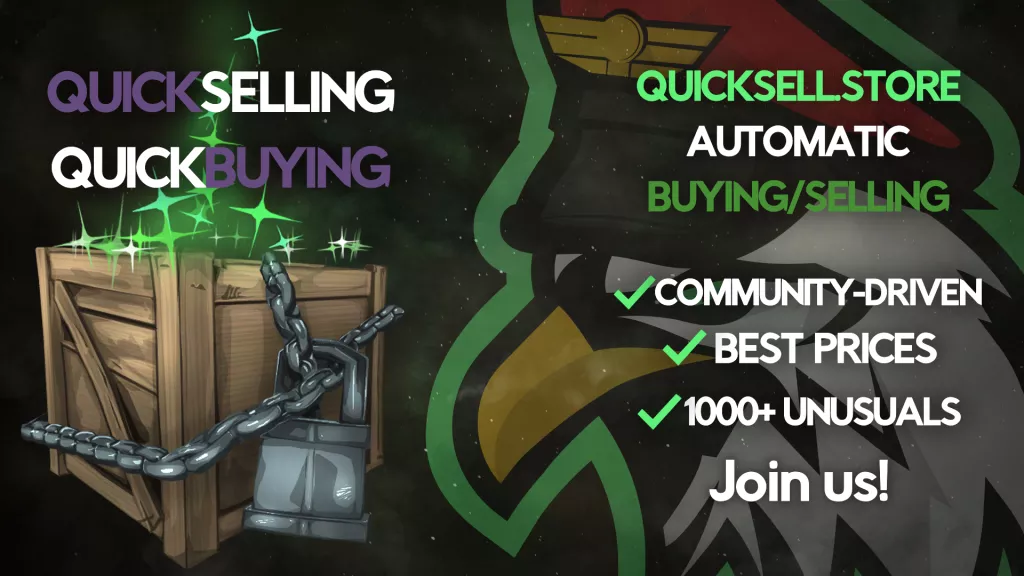 QUICKSELLING
QUICKBUYING
QUICKSELL.STORE
AUTOMATIC
BUYING/SELLING
COMMUNITY-DRIVEN
BEST PRICES
1000+ UNUSUALS
Join us!